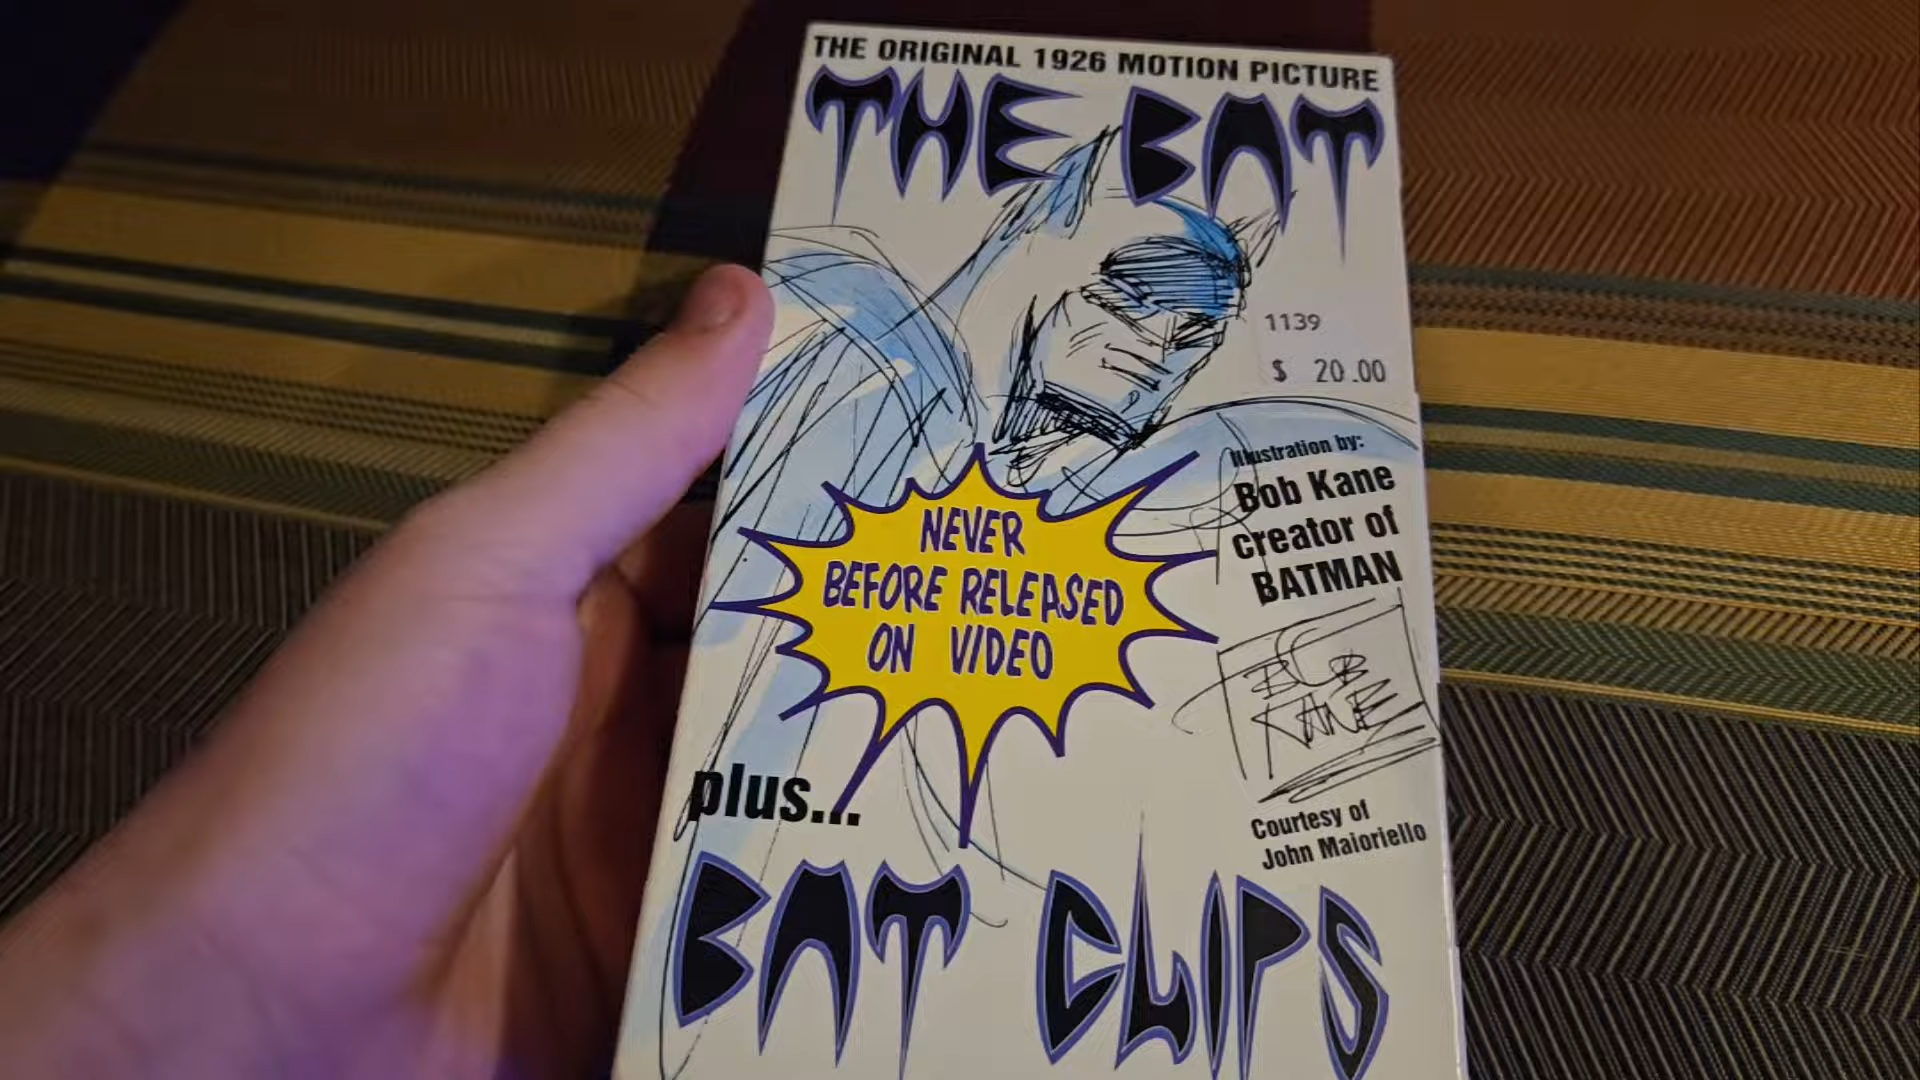 THE ORIGINAL 1926 MOTION PICTURE
THE BAT
1139
$ 20.00
Illustration by:
Bob Kane
creator of
BATMAN
NEVER
BEFORE RELEASED
ON VIDEO
BOB
KANE
plus...
Courtesy of
John Maioriello
BAT CLIPS